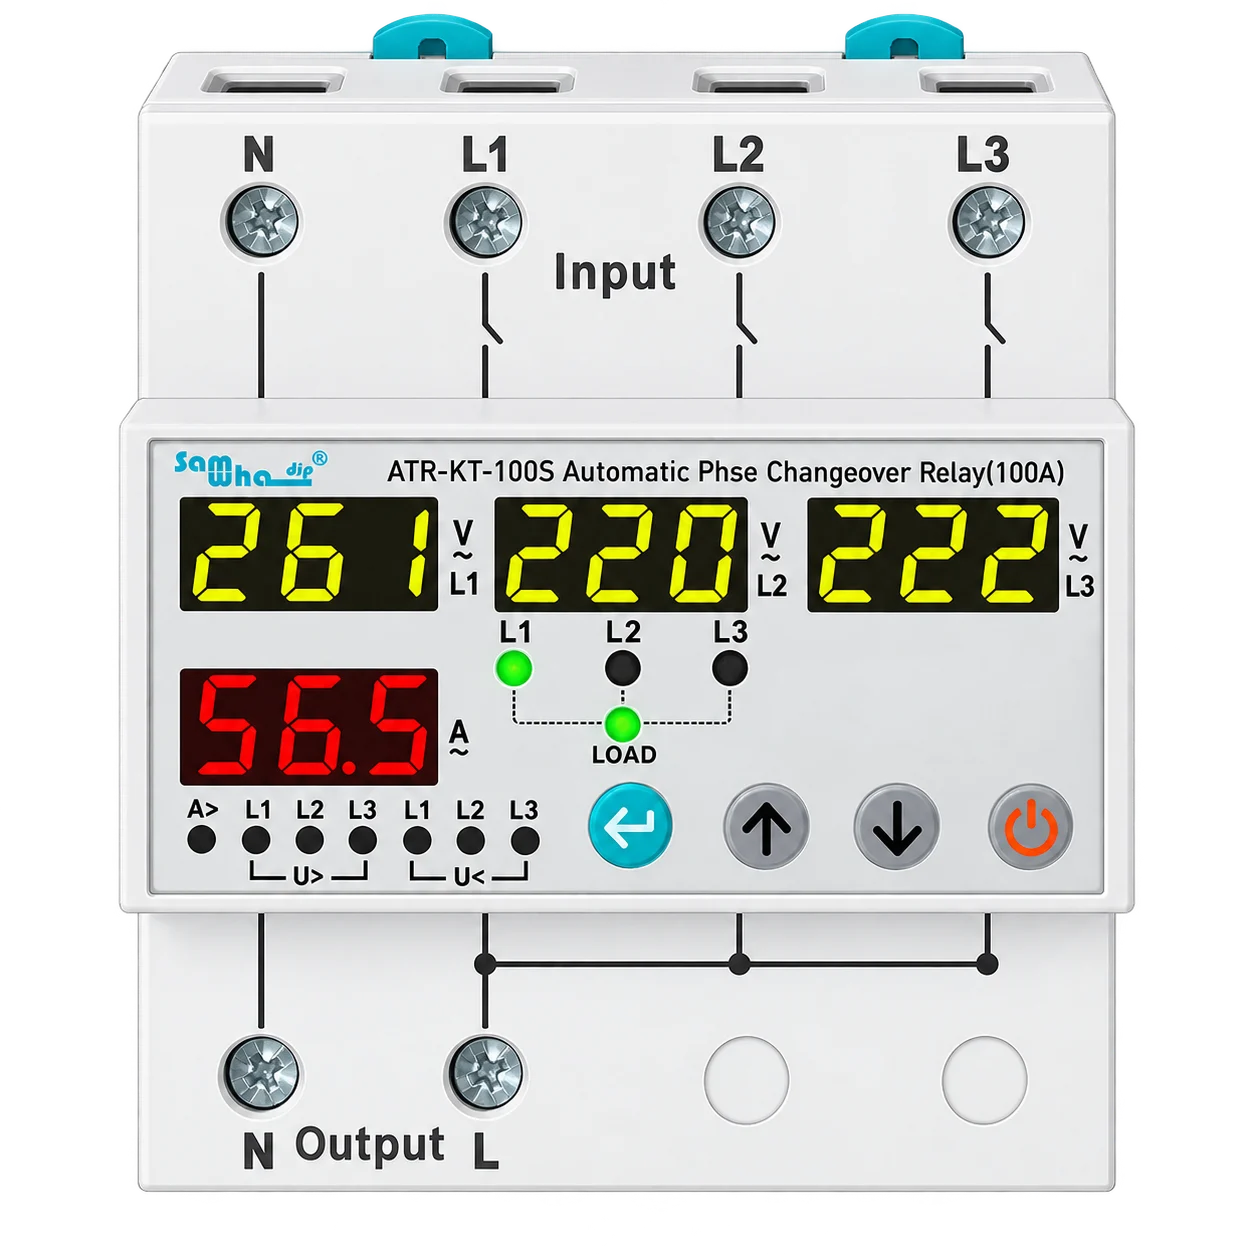 N L1 L2 L3
Input
SamWha dip®
ATR-KT-100S Automatic Phse Changeover Relay(100A)
261 V~ L1 220 V~ L2 222 V~ L3
L1 L2 L3
56.5 A~
LOAD
A> L1 L2 L3 L1 L2 L3
U> U<
N Output L